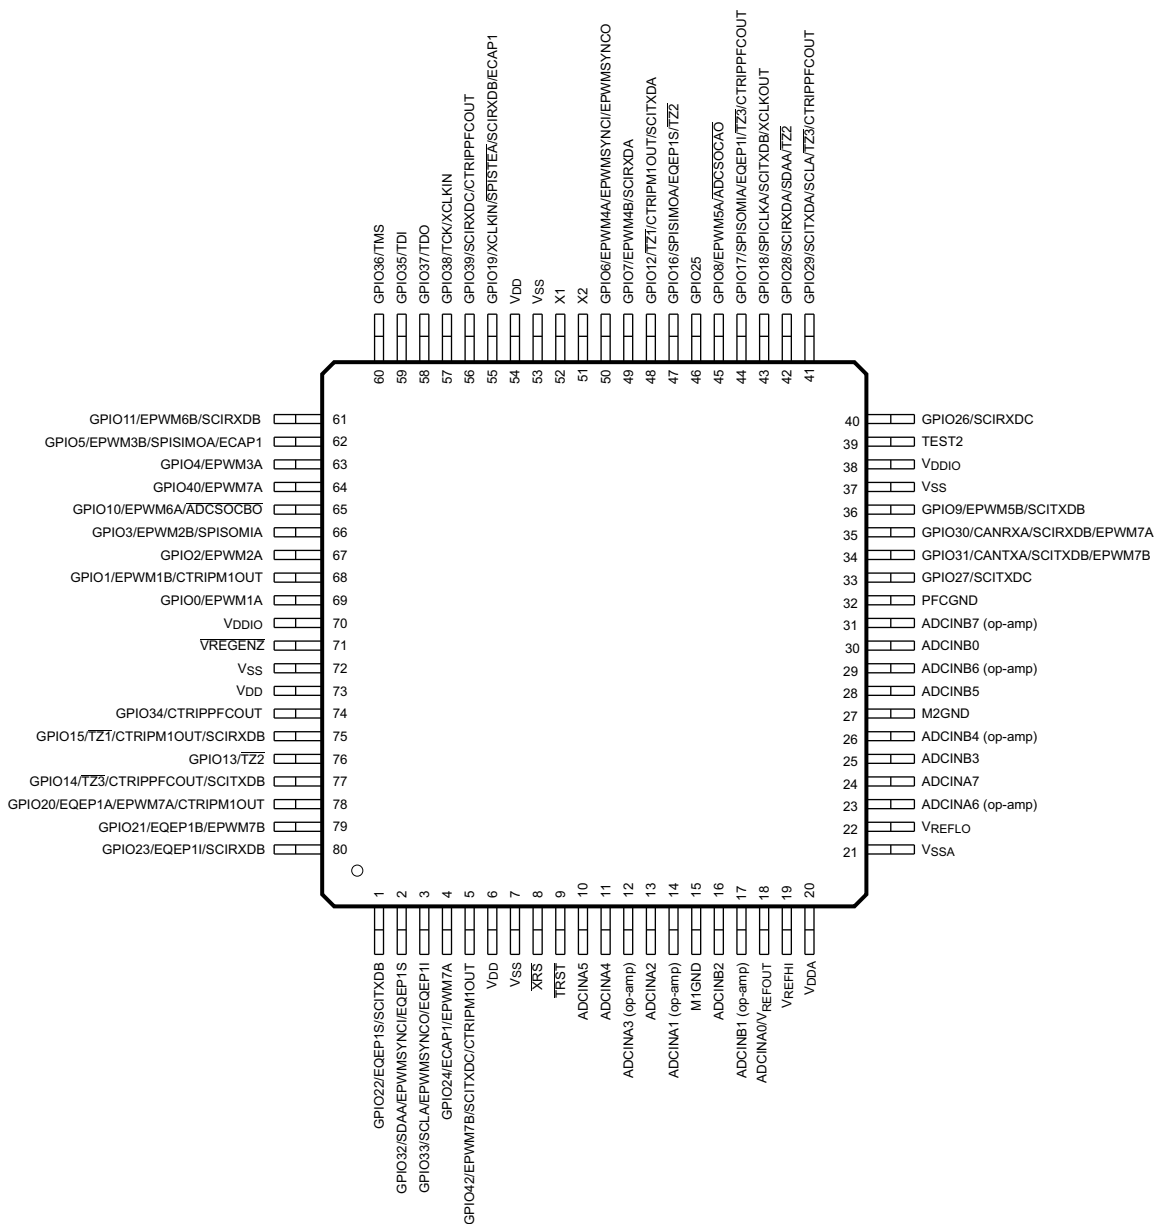 GPIO36/TMS
GPIO35/TDI
GPIO37/TDO
GPIO38/TCK/XCLKIN
GPIO39/SCIRXDC/CTRIPPFCOUT
GPIO19/XCLKIN/SPISTEA/SCIRXDB/ECAP1
VDD
VSS
X1
X2
GPIO6/EPWM4A/EPWMSYNCI/EPWMSYNCO
GPIO7/EPWM4B/SCIRXDA
GPIO12/TZ1/CTRIPM1OUT/SCITXDA
GPIO16/SPISIMOA/EQEP1S/TZ2
GPIO25
GPIO8/EPWM5A/ADCSOCAO
GPIO17/SPISOMIA/EQEP1I/TZ3/CTRIPPFCOUT
GPIO18/SPICLKA/SCITXDB/XCLKOUT
GPIO28/SCIRXDA/SDAA/TZ2
GPIO29/SCITXDA/SCLA/TZ3/CTRIPPFCOUT
60 59 58 57 56 55 54 53 52 51 50 49 48 47 46 45 44 43 42 41
GPIO11/EPWM6B/SCIRXDB 61
GPIO5/EPWM3B/SPISIMOA/ECAP1 62
GPIO4/EPWM3A 63
GPIO40/EPWM7A 64
GPIO10/EPWM6A/ADCSOCBO 65
GPIO3/EPWM2B/SPISOMIA 66
GPIO2/EPWM2A 67
GPIO1/EPWM1B/CTRIPM1OUT 68
GPIO0/EPWM1A 69
VDDIO 70
VREGENZ 71
VSS 72
VDD 73
GPIO34/CTRIPPFCOUT 74
GPIO15/TZ1/CTRIPM1OUT/SCIRXDB 75
GPIO13/TZ2 76
GPIO14/TZ3/CTRIPPFCOUT/SCITXDB 77
GPIO20/EQEP1A/EPWM7A/CTRIPM1OUT 78
GPIO21/EQEP1B/EPWM7B 79
GPIO23/EQEP1I/SCIRXDB 80
40 GPIO26/SCIRXDC
39 TEST2
38 VDDIO
37 VSS
36 GPIO9/EPWM5B/SCITXDB
35 GPIO30/CANRXA/SCIRXDB/EPWM7A
34 GPIO31/CANTXA/SCITXDB/EPWM7B
33 GPIO27/SCITXDC
32 PFCGND
31 ADCINB7 (op-amp)
30 ADCINB0
29 ADCINB6 (op-amp)
28 ADCINB5
27 M2GND
26 ADCINB4 (op-amp)
25 ADCINB3
24 ADCINA7
23 ADCINA6 (op-amp)
22 VREFLO
21 VSSA
1 2 3 4 5 6 7 8 9 10 11 12 13 14 15 16 17 18 19 20
GPIO22/EQEP1S/SCITXDB
GPIO32/SDAA/EPWMSYNCI/EQEP1S
GPIO33/SCLA/EPWMSYNCO/EQEP1I
GPIO24/ECAP1/EPWM7A
GPIO42/EPWM7B/SCITXDC/CTRIPM1OUT
VDD
VSS
XRS
TRST
ADCINA5
ADCINA4
ADCINA3 (op-amp)
ADCINA2
ADCINA1 (op-amp)
M1GND
ADCINB2
ADCINB1 (op-amp)
ADCINA0/VREFOUT
VREFHI
VDDA